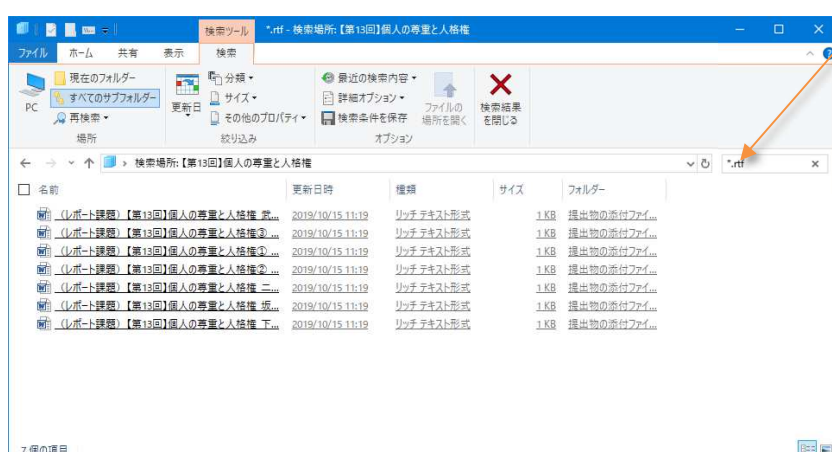 検索ツール *.rtf - 検索場所: 【第13回】個人の尊重と人格権
ファイル ホーム 共有 表示 検索
PC 現在のフォルダー すべてのサブフォルダー 再検索 場所
更新日 分類 サイズ その他のプロパティ 絞り込み
最近の検索内容 詳細オプション 検索条件を保存 ファイルの場所を開く オプション
検索結果を閉じる
検索場所: 【第13回】個人の尊重と人格権 *.rtf
名前 更新日時 種類 サイズ フォルダー
(レポート課題) 【第13回】個人の尊重と人格権 武... 2019/10/15 11:19 リッチ テキスト形式 1 KB 提出物の添付ファイ...
(レポート課題) 【第13回】個人の尊重と人格権③ ... 2019/10/15 11:19 リッチ テキスト形式 1 KB 提出物の添付ファイ...
(レポート課題) 【第13回】個人の尊重と人格権① ... 2019/10/15 11:19 リッチ テキスト形式 1 KB 提出物の添付ファイ...
(レポート課題) 【第13回】個人の尊重と人格権② ... 2019/10/15 11:19 リッチ テキスト形式 1 KB 提出物の添付ファイ...
(レポート課題) 【第13回】個人の尊重と人格権 二... 2019/10/15 11:19 リッチ テキスト形式 1 KB 提出物の添付ファイ...
(レポート課題) 【第13回】個人の尊重と人格権 坂... 2019/10/15 11:19 リッチ テキスト形式 1 KB 提出物の添付ファイ...
(レポート課題) 【第13回】個人の尊重と人格権 下... 2019/10/15 11:19 リッチ テキスト形式 1 KB 提出物の添付ファイ...
7 個の項目